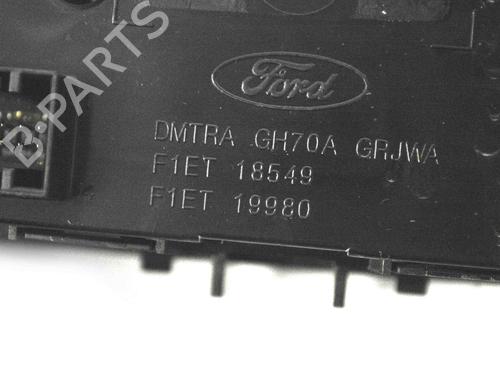 B-PARTS
Ford
DMTRA GH70A GRJWA
F1ET 18549
F1ET 19980